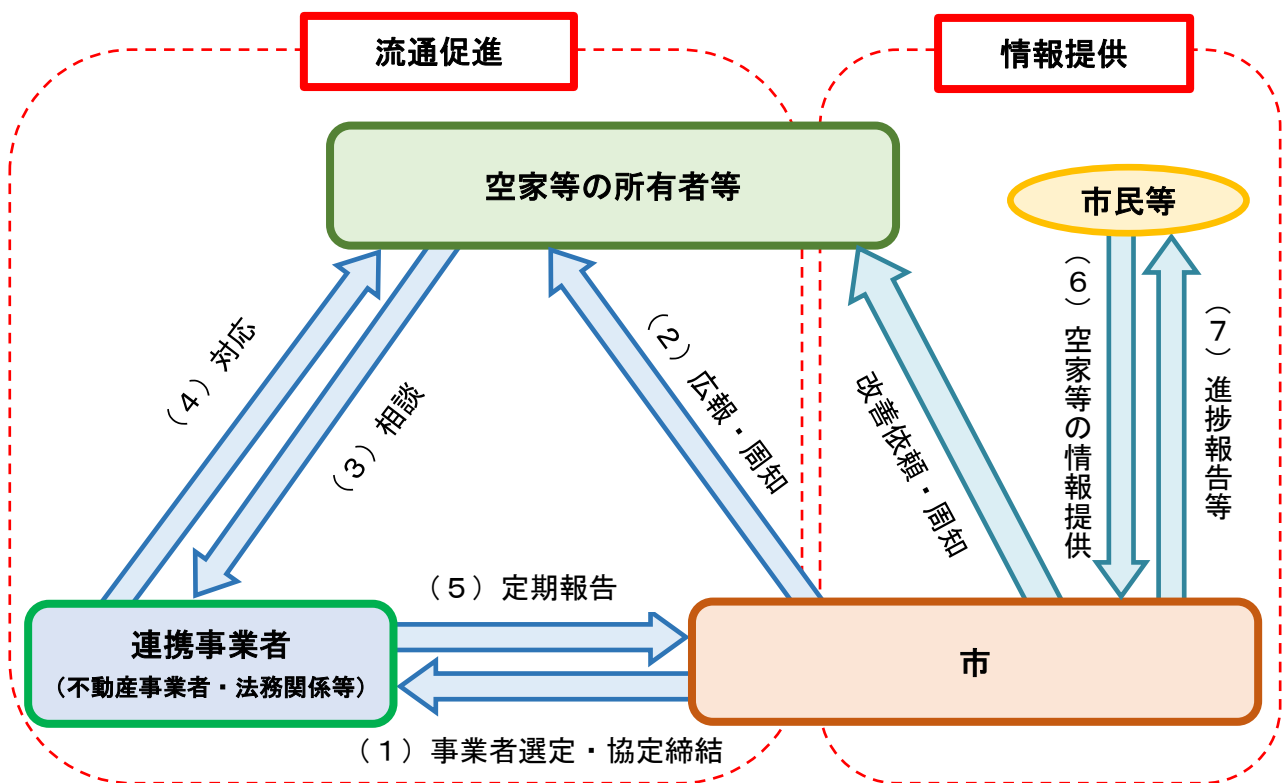 流通促進
情報提供
空家等の所有者等
市民等
（４）対応
（３）相談
（２）広報・周知
改善依頼・周知
（６）空家等の情報提供
（７）進捗報告等
（５）定期報告
連携事業者
（不動産事業者・法務関係等）
市
（１）事業者選定・協定締結